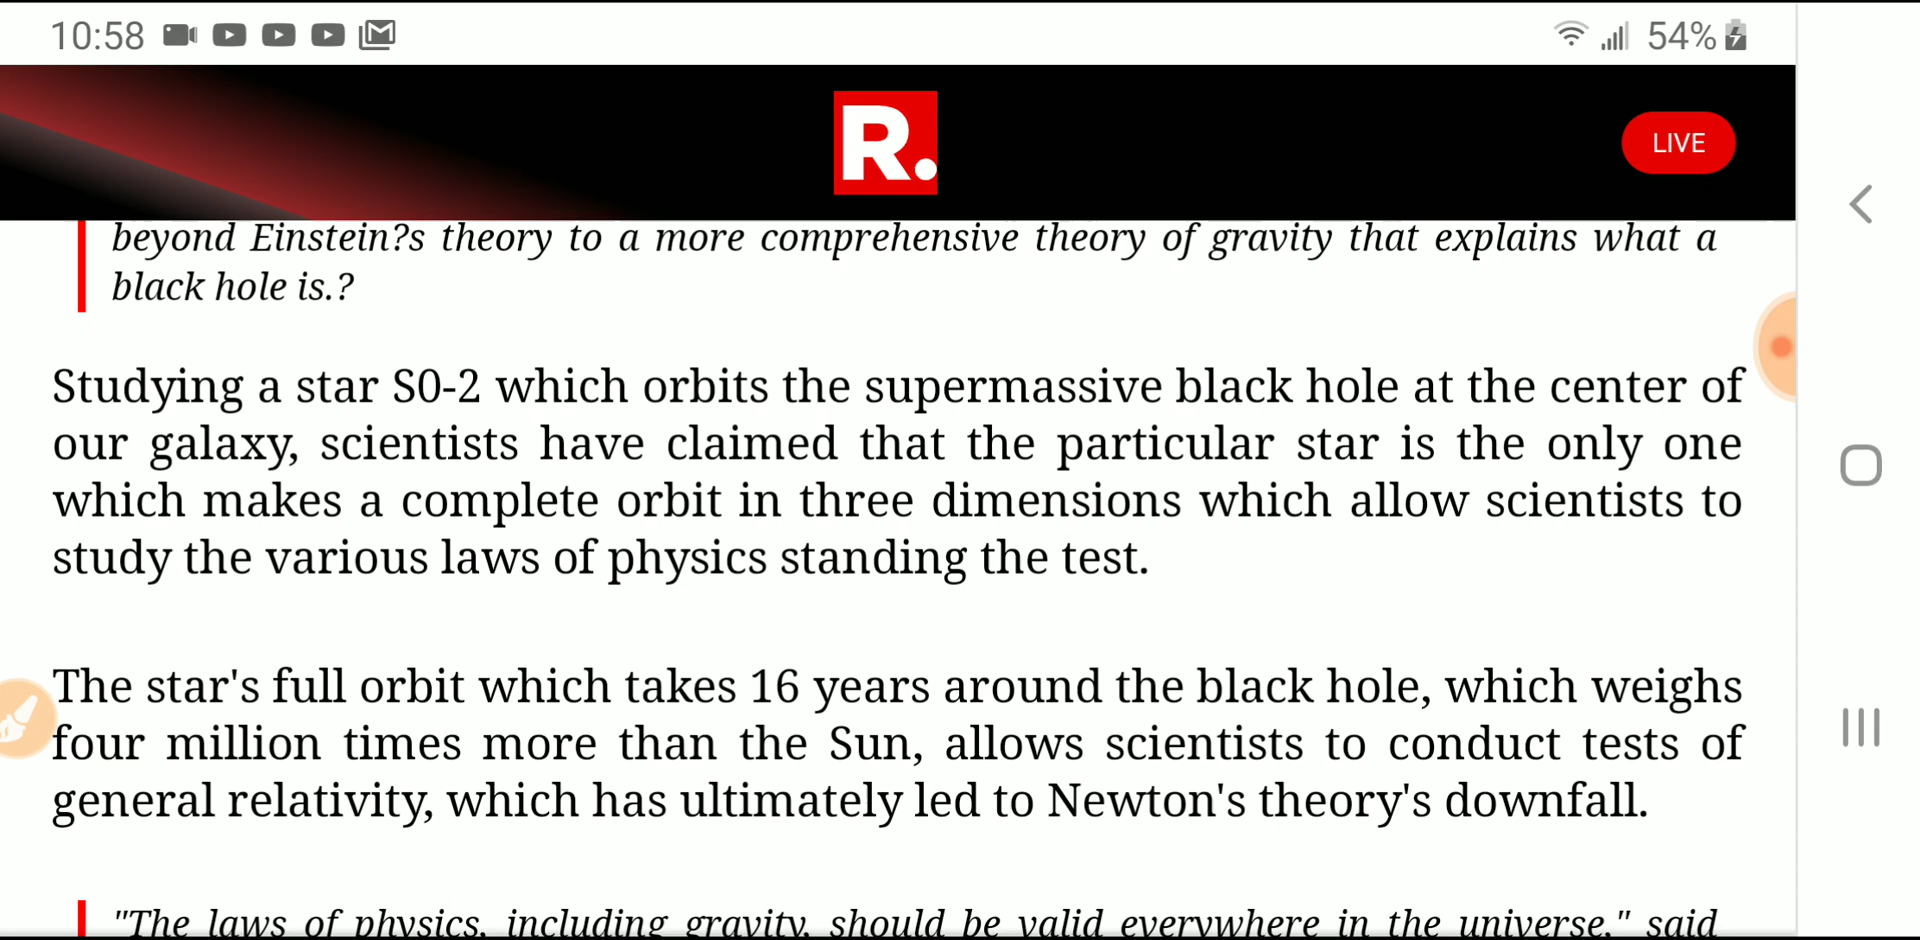 10:58
54%
R.
LIVE
beyond Einstein?s theory to a more comprehensive theory of gravity that explains what a
black hole is.?
Studying a star S0-2 which orbits the supermassive black hole at the center of
our galaxy, scientists have claimed that the particular star is the only one
which makes a complete orbit in three dimensions which allow scientists to
study the various laws of physics standing the test.
The star's full orbit which takes 16 years around the black hole, which weighs
four million times more than the Sun, allows scientists to conduct tests of
general relativity, which has ultimately led to Newton's theory's downfall.
"The laws of physics, including gravity, should be valid everywhere in the universe," said